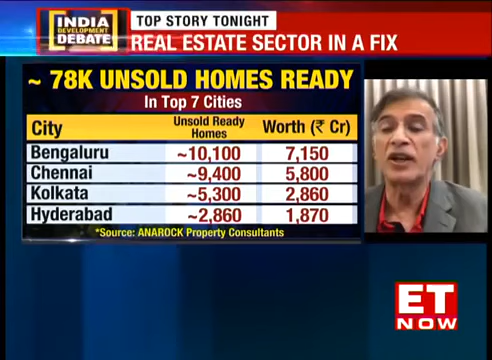 INDIA
DEVELOPMENT
DEBATE
TOP STORY TONIGHT
REAL ESTATE SECTOR IN A FIX
~ 78K UNSOLD HOMES READY
In Top 7 Cities
City Unsold Ready Homes Worth (₹ Cr)
Bengaluru ~10,100 7,150
Chennai ~9,400 5,800
Kolkata ~5,300 2,860
Hyderabad ~2,860 1,870
*Source: ANAROCK Property Consultants
ET
NOW